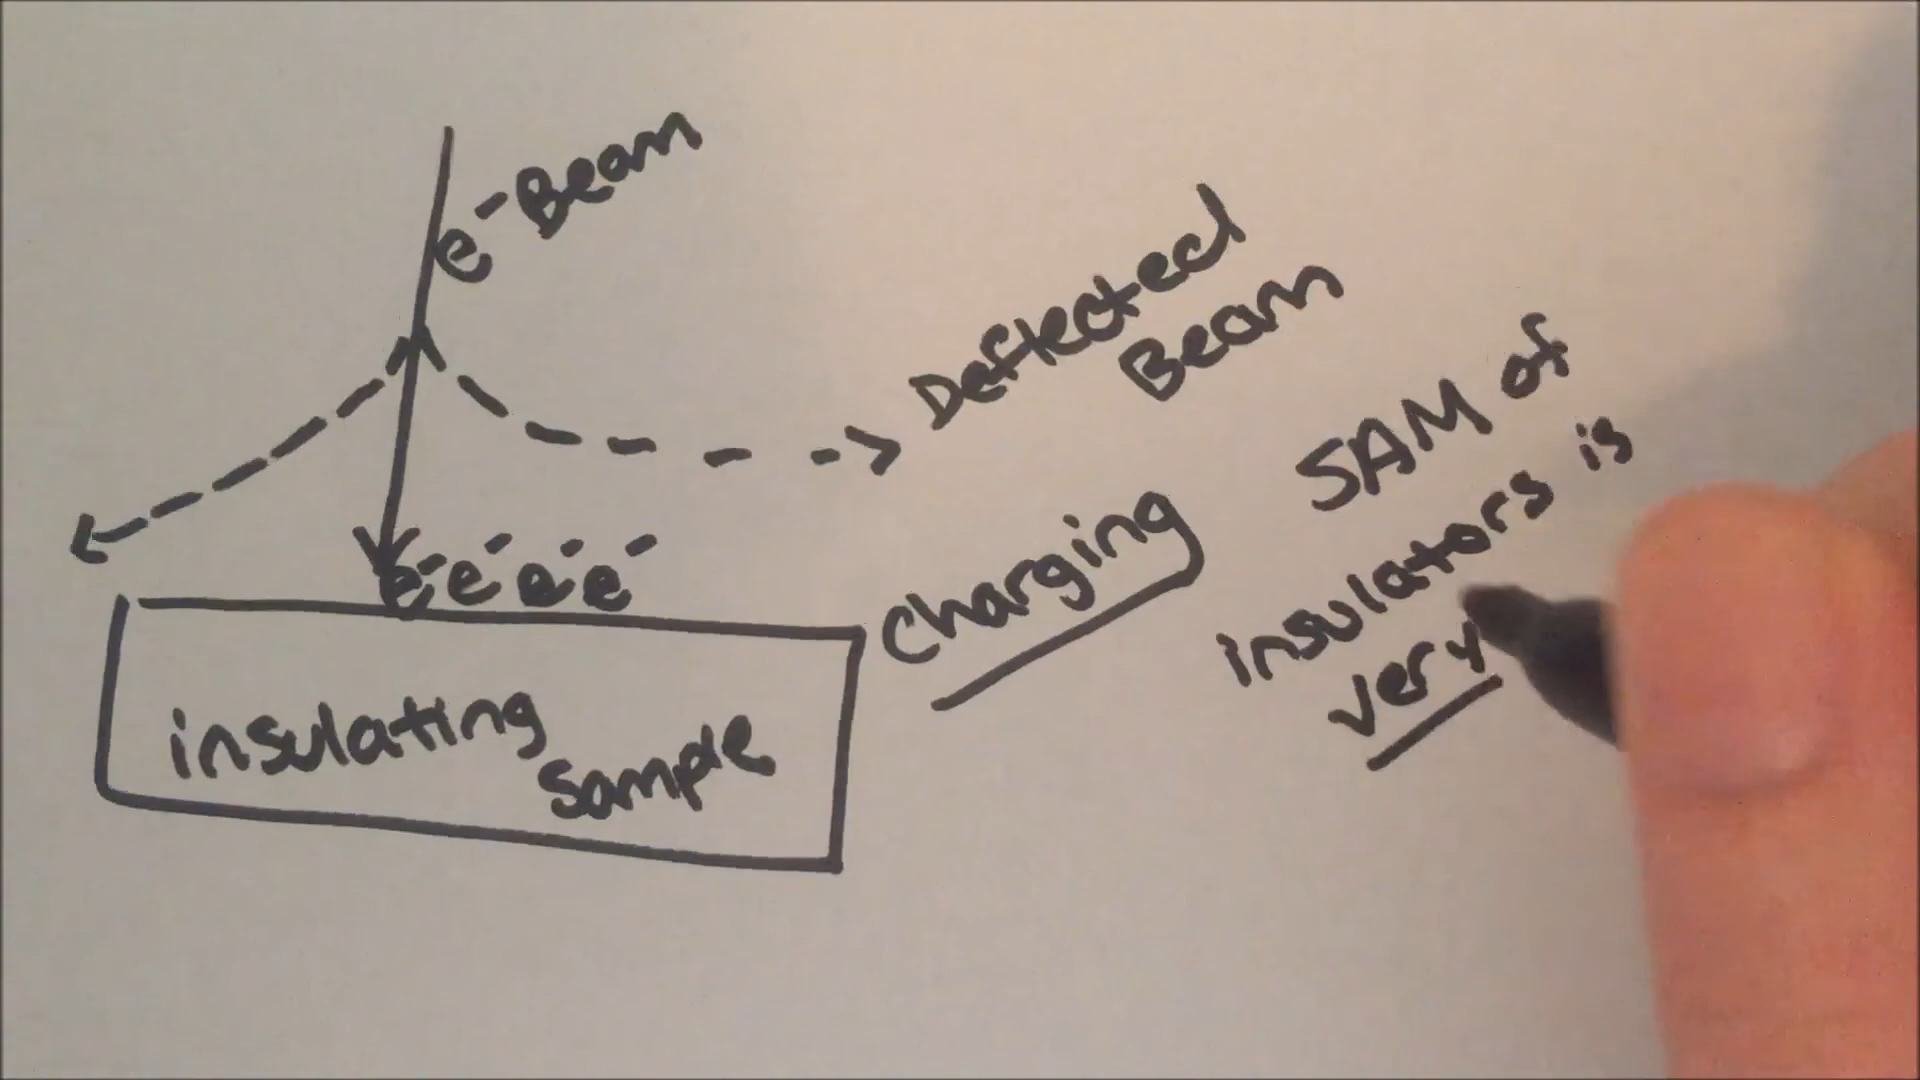 e⁻ Beam
Deflected
Beam
e⁻ e⁻ e⁻ e⁻
insulating
sample
charging
SAM of
insulators is
very